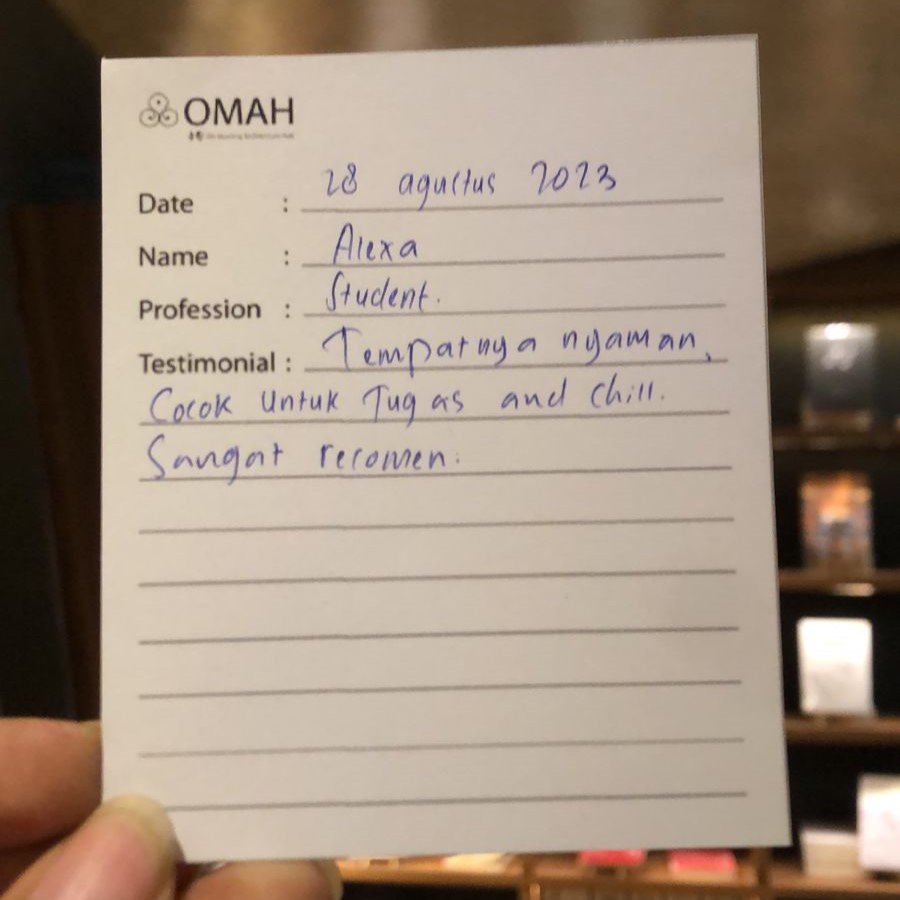 OMAH
Date : 28 agustus 2023
Name : Alexa
Profession : Student.
Testimonial : Tempatnya nyaman,
Cocok untuk Tugas and Chill.
Sangat recomen.